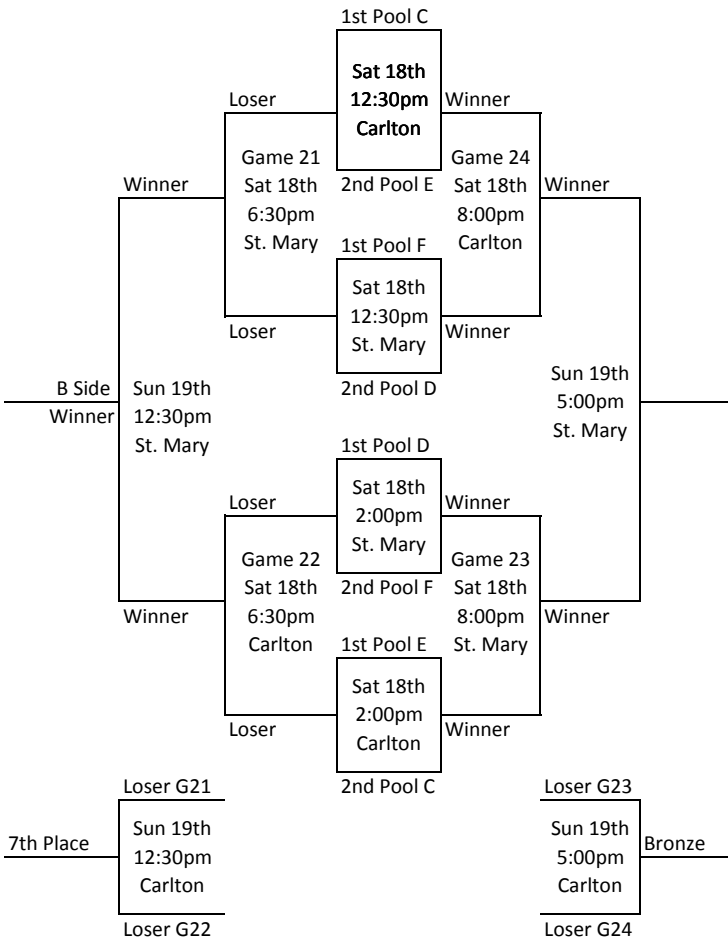 1st Pool C
Sat 18th
12:30pm
Carlton
Loser
Winner
Game 21
Sat 18th
6:30pm
St. Mary
Game 24
Sat 18th
8:00pm
Carlton
Winner
2nd Pool E
Winner
1st Pool F
Sat 18th
12:30pm
St. Mary
Loser
Winner
2nd Pool D
B Side
Winner
Sun 19th
12:30pm
St. Mary
Sun 19th
5:00pm
St. Mary
1st Pool D
Sat 18th
2:00pm
St. Mary
Loser
Winner
Game 22
Sat 18th
6:30pm
Carlton
2nd Pool F
Game 23
Sat 18th
8:00pm
St. Mary
Winner
Winner
1st Pool E
Sat 18th
2:00pm
Carlton
Loser
Winner
2nd Pool C
Loser G21
7th Place
Sun 19th
12:30pm
Carlton
Loser G22
Loser G23
Sun 19th
5:00pm
Carlton
Bronze
Loser G24